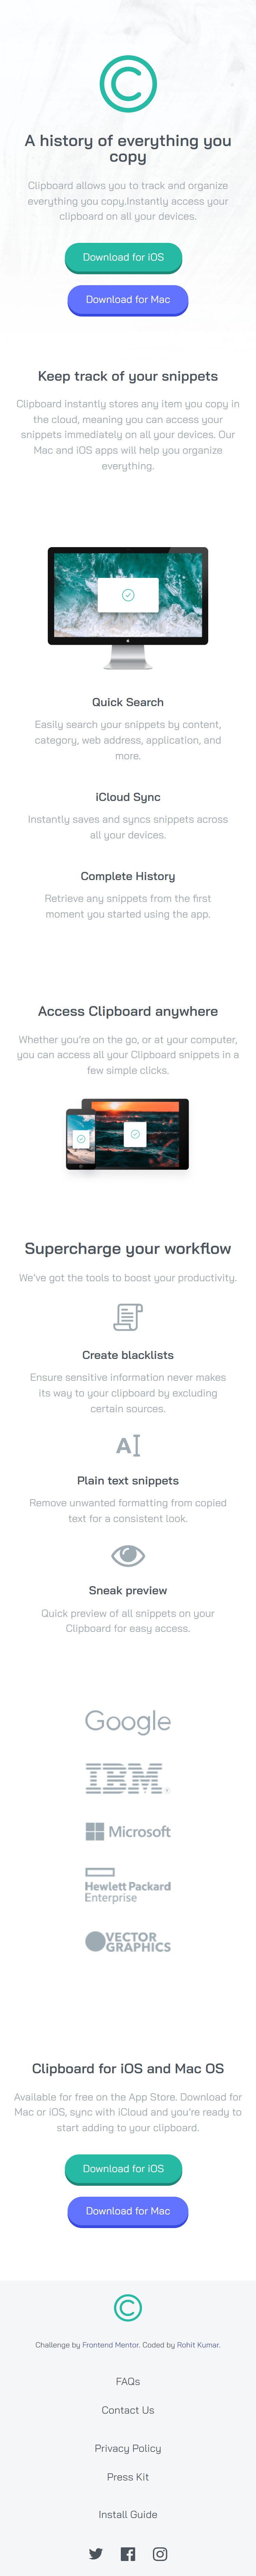 A history of everything you
copy
Clipboard allows you to track and organize
everything you copy.Instantly access your
clipboard on all your devices.
Download for iOS
Download for Mac
Keep track of your snippets
Clipboard instantly stores any item you copy in
the cloud, meaning you can access your
snippets immediately on all your devices. Our
Mac and iOS apps will help you organize
everything.
Quick Search
Easily search your snippets by content,
category, web address, application, and
more.
iCloud Sync
Instantly saves and syncs snippets across
all your devices.
Complete History
Retrieve any snippets from the first
moment you started using the app.
Access Clipboard anywhere
Whether you're on the go, or at your computer,
you can access all your Clipboard snippets in a
few simple clicks.
Supercharge your workflow
We've got the tools to boost your productivity.
Create blacklists
Ensure sensitive information never makes
its way to your clipboard by excluding
certain sources.
Plain text snippets
Remove unwanted formatting from copied
text for a consistent look.
Sneak preview
Quick preview of all snippets on your
Clipboard for easy access.
Google
IBM
Microsoft
Hewlett Packard
Enterprise
VECTOR
GRAPHICS
Clipboard for iOS and Mac OS
Available for free on the App Store. Download for
Mac or iOS, sync with iCloud and you're ready to
start adding to your clipboard.
Download for iOS
Download for Mac
Challenge by Frontend Mentor. Coded by Rohit Kumar.
FAQs
Contact Us
Privacy Policy
Press Kit
Install Guide